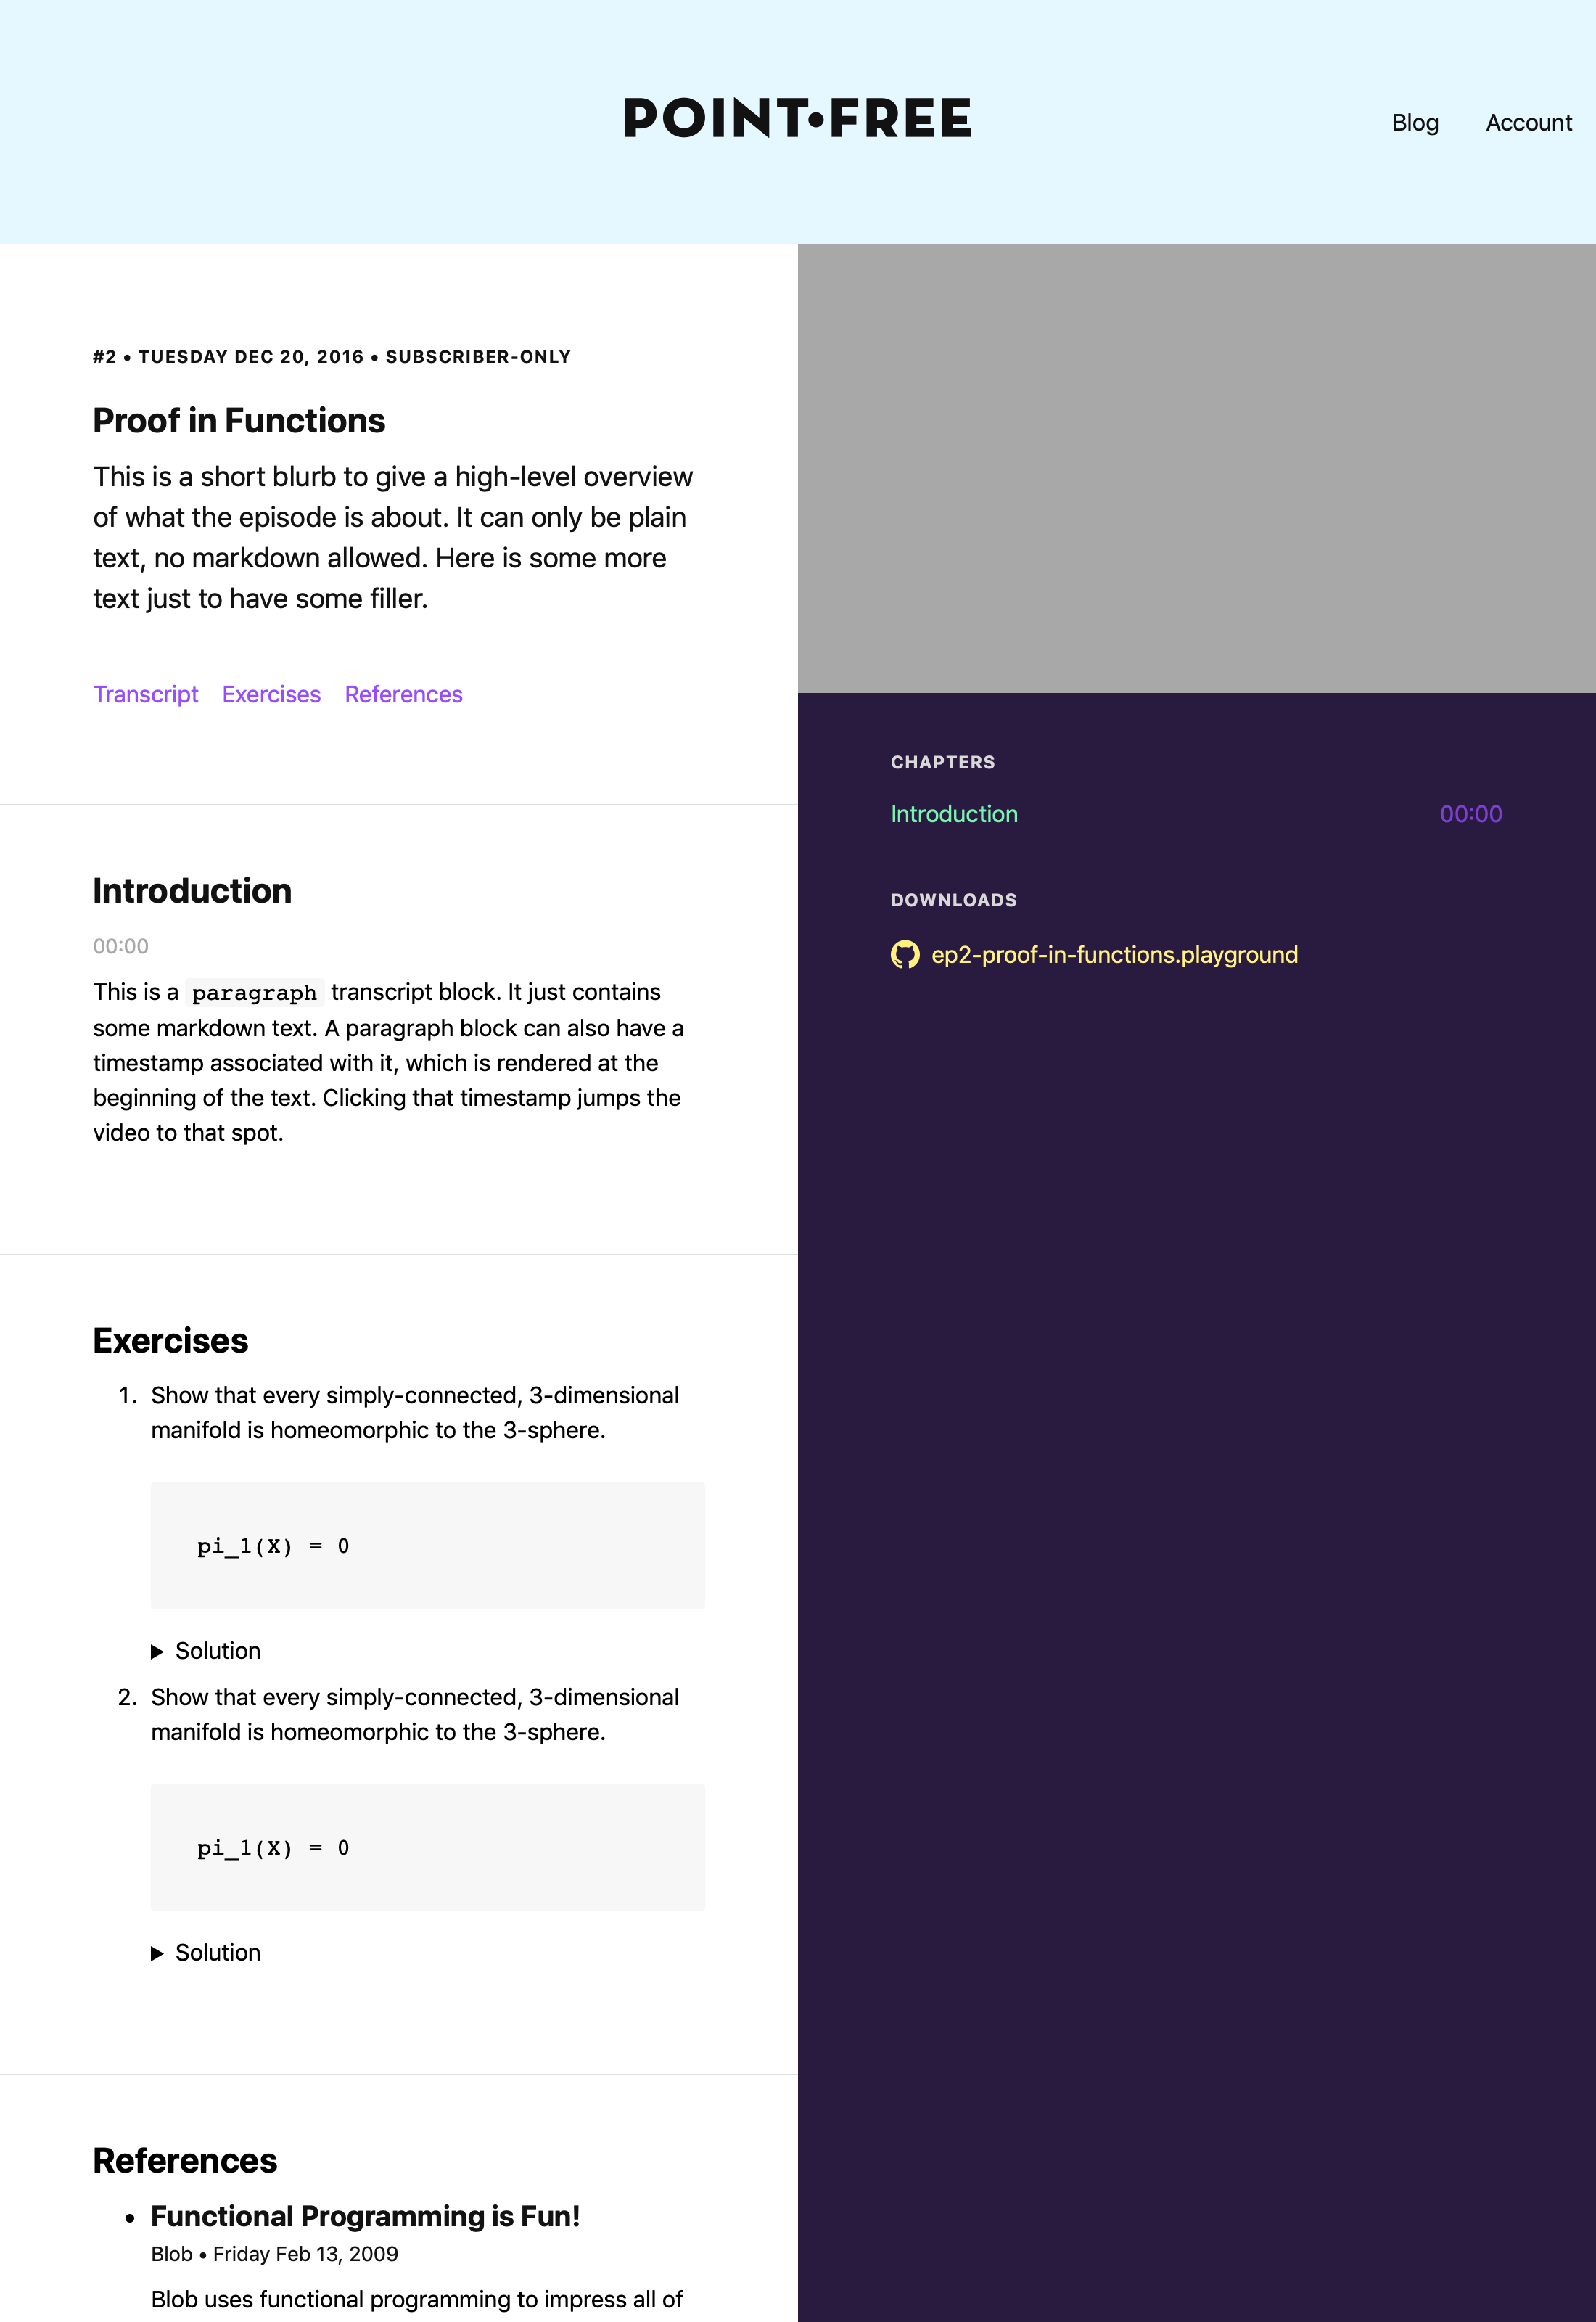 POINT•FREE
Blog Account
#2 • TUESDAY DEC 20, 2016 • SUBSCRIBER-ONLY
Proof in Functions
This is a short blurb to give a high-level overview
of what the episode is about. It can only be plain
text, no markdown allowed. Here is some more
text just to have some filler.
Transcript Exercises References
Introduction
00:00
This is a paragraph transcript block. It just contains
some markdown text. A paragraph block can also have a
timestamp associated with it, which is rendered at the
beginning of the text. Clicking that timestamp jumps the
video to that spot.
Exercises
1. Show that every simply-connected, 3-dimensional
manifold is homeomorphic to the 3-sphere.
pi_1(X) = 0
▶ Solution
2. Show that every simply-connected, 3-dimensional
manifold is homeomorphic to the 3-sphere.
pi_1(X) = 0
▶ Solution
References
• Functional Programming is Fun!
Blob • Friday Feb 13, 2009
Blob uses functional programming to impress all of
CHAPTERS
Introduction 00:00
DOWNLOADS
ep2-proof-in-functions.playground